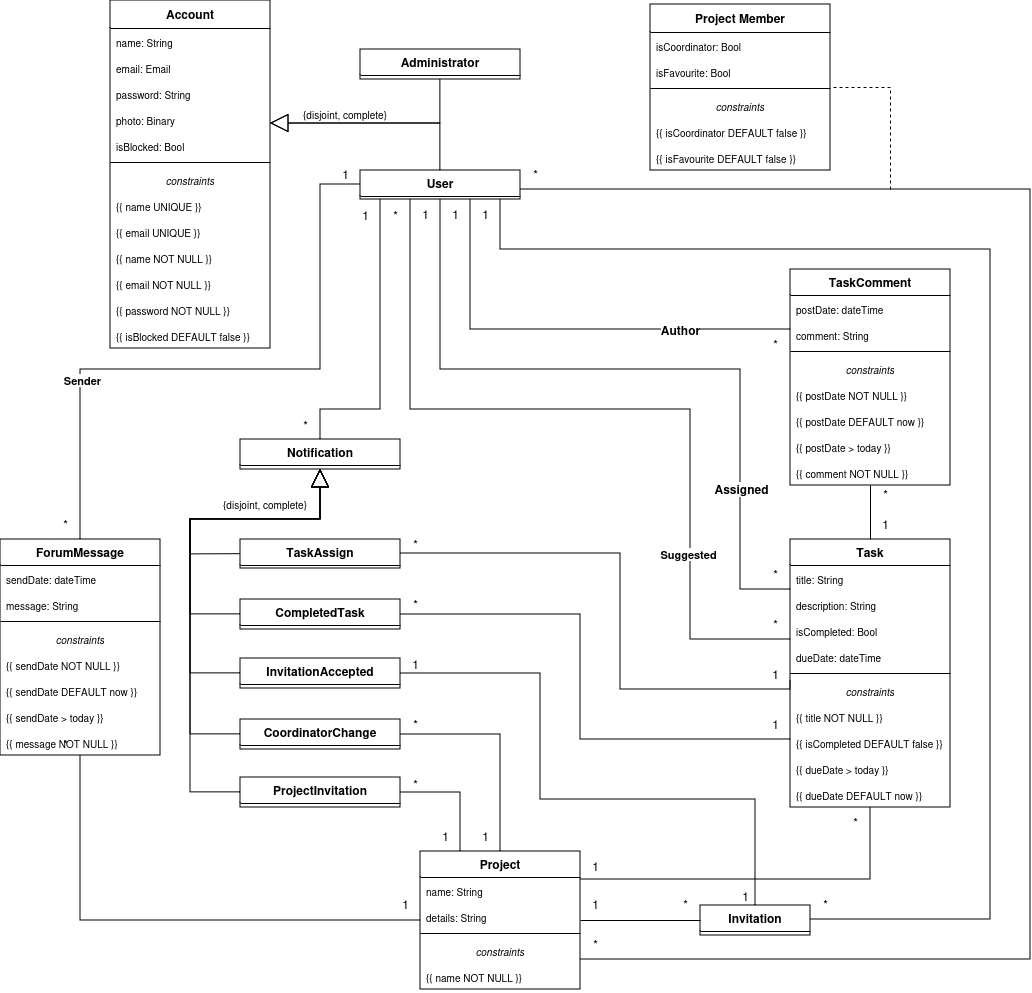 Account
name: String
email: Email
password: String
photo: Binary
isBlocked: Bool
constraints
{{ name UNIQUE }}
{{ email UNIQUE }}
{{ name NOT NULL }}
{{ email NOT NULL }}
{{ password NOT NULL }}
{{ isBlocked DEFAULT false }}
Administrator
{disjoint, complete}
User
1
*
1
*
1
1
1
Project Member
isCoordinator: Bool
isFavourite: Bool
constraints
{{ isCoordinator DEFAULT false }}
{{ isFavourite DEFAULT false }}
TaskComment
postDate: dateTime
comment: String
constraints
{{ postDate NOT NULL }}
{{ postDate DEFAULT now }}
{{ postDate > today }}
{{ comment NOT NULL }}
Author
*
*
1
Sender
*
*
Notification
{disjoint, complete}
Assigned
Suggested
ForumMessage
sendDate: dateTime
message: String
constraints
{{ sendDate NOT NULL }}
{{ sendDate DEFAULT now }}
{{ sendDate > today }}
{{ message NOT NULL }}
*
TaskAssign
*
CompletedTask
*
InvitationAccepted
1
CoordinatorChange
*
ProjectInvitation
*
Task
title: String
description: String
isCompleted: Bool
dueDate: dateTime
constraints
{{ title NOT NULL }}
{{ isCompleted DEFAULT false }}
{{ dueDate > today }}
{{ dueDate DEFAULT now }}
*
*
1
1
*
1
1
1
Project
name: String
details: String
constraints
{{ name NOT NULL }}
1
1
*
*
1
*
Invitation